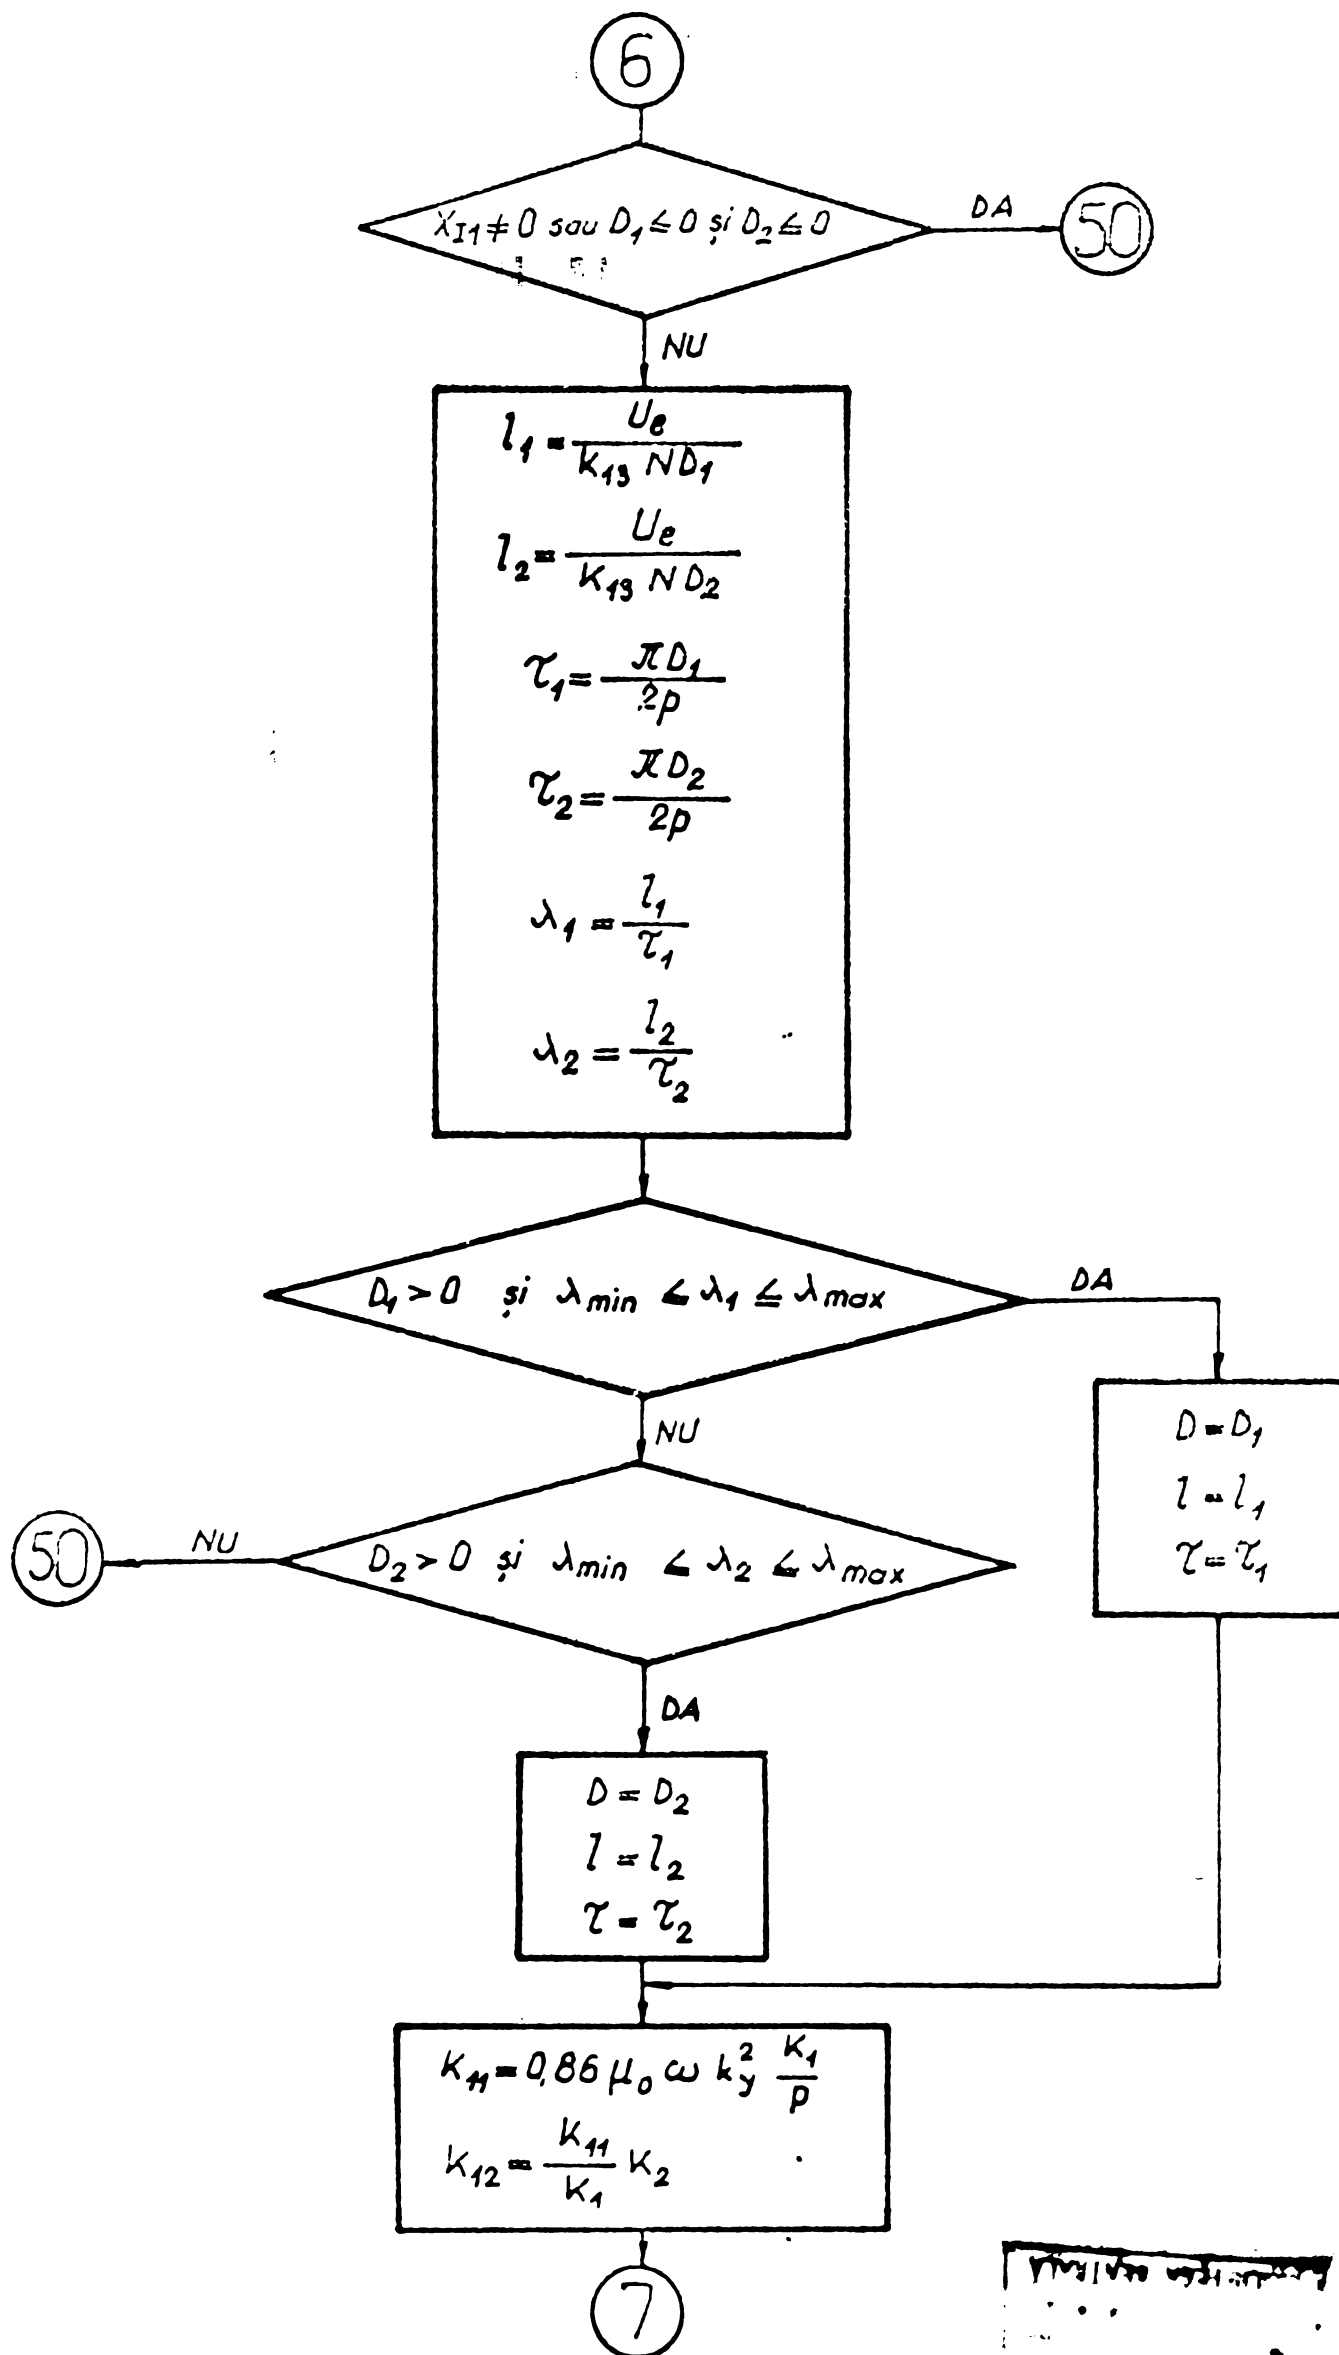 6
X_I1 ≠ 0 sau D_1 ≤ 0 și D_2 ≤ 0
DA
50
NU
l_1 = U_e / (k_13 N D_1)
l_2 = U_e / (K_13 N D_2)
τ_1 = π D_1 / 2p
τ_2 = π D_2 / 2p
λ_1 = l_1 / τ_1
λ_2 = l_2 / τ_2
D_1 > 0 și λ_min ≤ λ_1 ≤ λ_max
DA
D = D_1
l = l_1
τ = τ_1
NU
50
NU
D_2 > 0 și λ_min ≤ λ_2 ≤ λ_max
DA
D = D_2
l = l_2
τ = τ_2
K_11 = 0,86 μ_0 ω k_y^2 K_1 / p
K_12 = K_11 / K_1 K_2
7